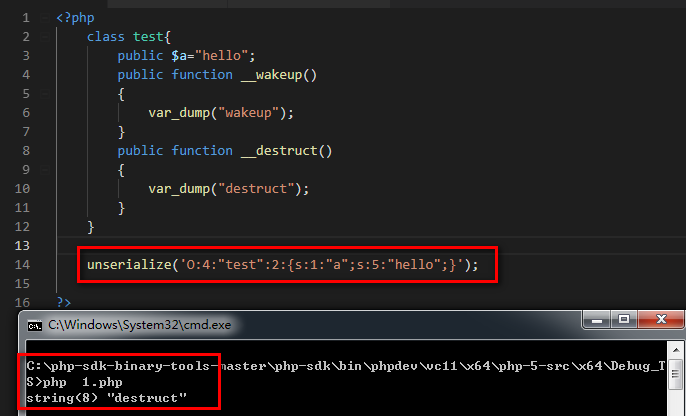 1 <?php
2 class test{
3 public $a="hello";
4 public function __wakeup()
5 {
6 var_dump("wakeup");
7 }
8 public function __destruct()
9 {
10 var_dump("destruct");
11 }
12 }
13
14 unserialize('O:4:"test":2:{s:1:"a";s:5:"hello";}');
15
16 ?>
C:\Windows\System32\cmd.exe
C:\php-sdk-binary-tools-master\php-sdk\bin\phpdev\vc11\x64\php-5-src\x64\Debug_T
S>php 1.php
string(8) "destruct"